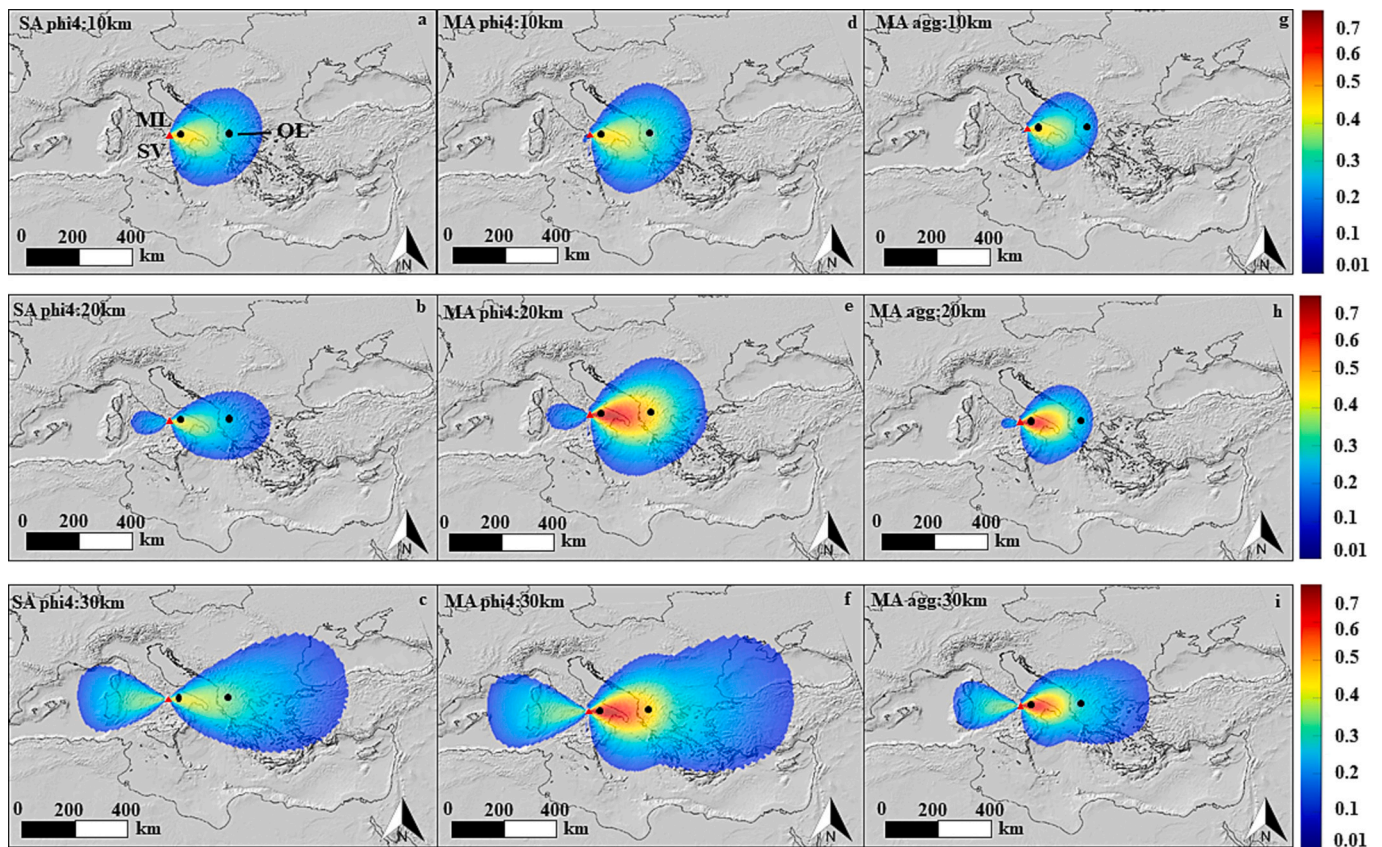 SA phi4:10km
a
ML
SV
OL
0 200 400
km
N
MA phi4:10km
d
0 200 400
km
N
MA agg:10km
g
0 200 400
km
N
0.7
0.6
0.5
0.4
0.3
0.2
0.1
0.01
SA phi4:20km
b
0 200 400
km
N
MA phi4:20km
e
0 200 400
km
N
MA agg:20km
h
0 200 400
km
N
0.7
0.6
0.5
0.4
0.3
0.2
0.1
0.01
SA phi4:30km
c
0 200 400
km
N
MA phi4:30km
f
0 200 400
km
N
MA agg:30km
i
0 200 400
km
N
0.7
0.6
0.5
0.4
0.3
0.2
0.1
0.01